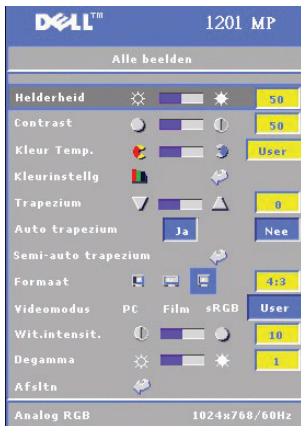 DELL™ 1201 MP
Alle beelden
Helderheid 50
Contrast 50
Kleur Temp. User
Kleurinstellg
Trapezium 0
Auto trapezium Ja Nee
Semi-auto trapezium
Formaat 4:3
Videomodus PC Film sRGB User
Wit.intensit. 10
Degamma 1
Afsltn
Analog RGB 1024x768/60Hz